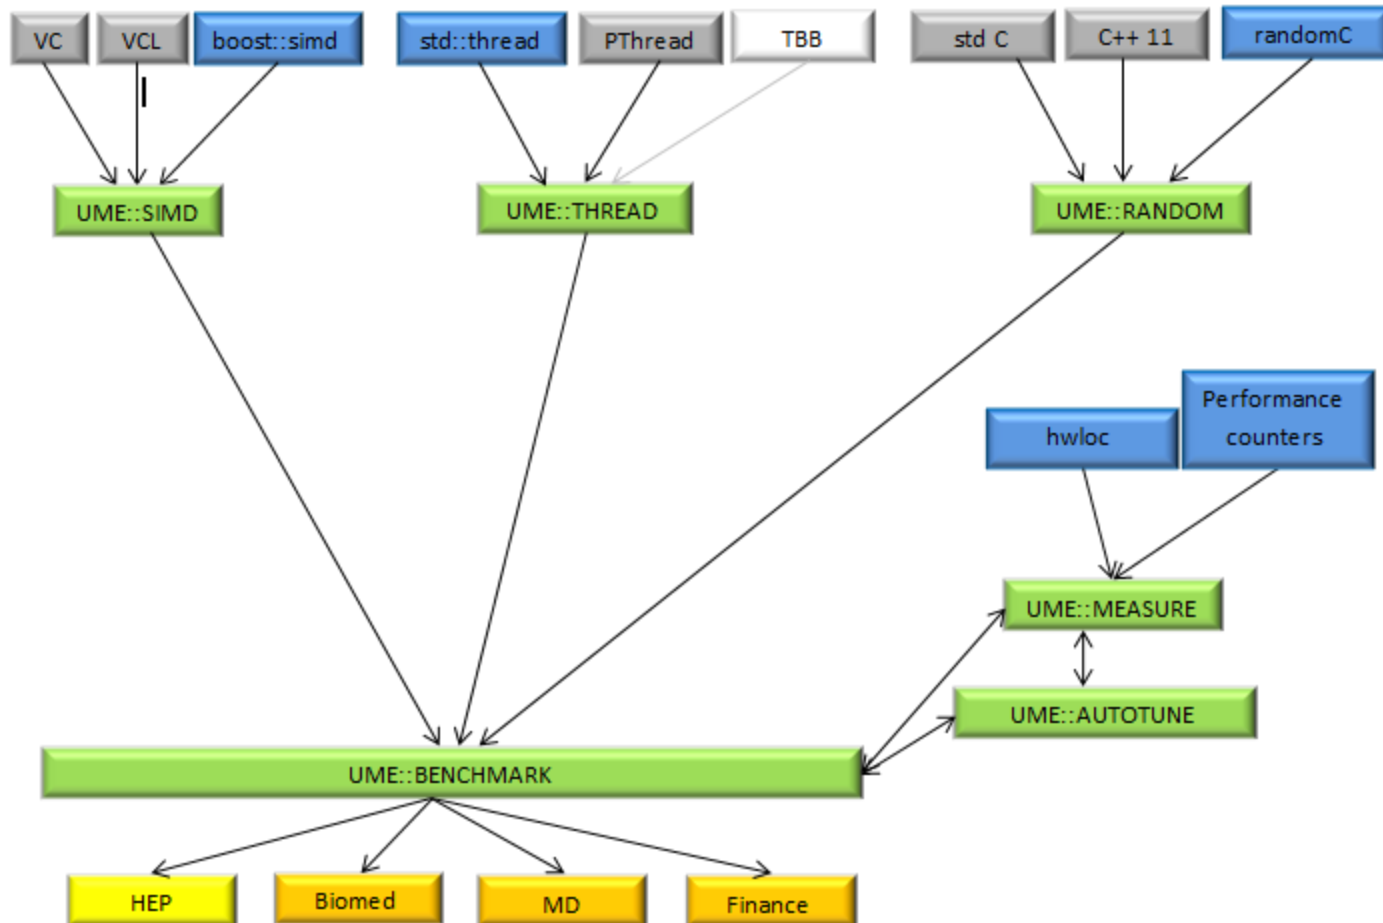 VC
VCL
boost::simd
std::thread
PThread
TBB
std C
C++ 11
randomC
UME::SIMD
UME::THREAD
UME::RANDOM
Performance
counters
hwloc
UME::MEASURE
UME::AUTOTUNE
UME::BENCHMARK
HEP
Biomed
MD
Finance